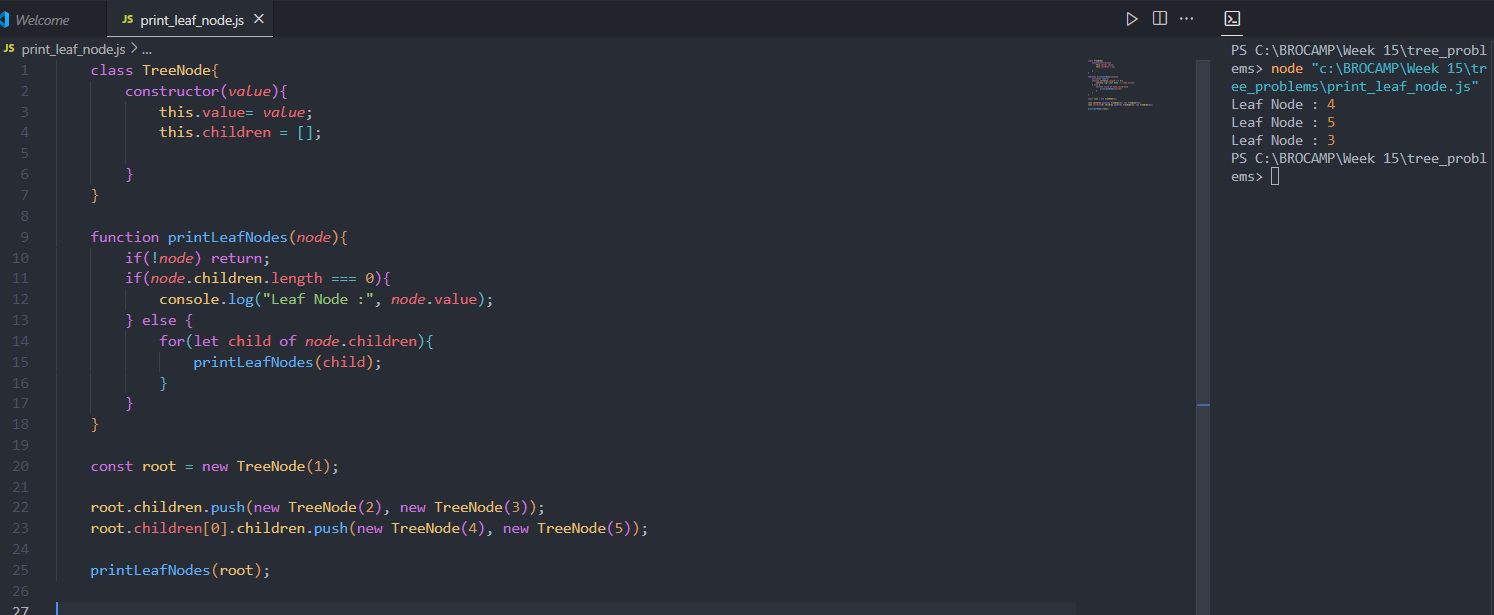 Welcome
JS print_leaf_node.js ×
JS print_leaf_node.js > ...
1 class TreeNode{
2 constructor(value){
3 this.value= value;
4 this.children = [];
5
6 }
7 }
8
9 function printLeafNodes(node){
10 if(!node) return;
11 if(node.children.length === 0){
12 console.log("Leaf Node :", node.value);
13 } else {
14 for(let child of node.children){
15 printLeafNodes(child);
16 }
17 }
18 }
19
20 const root = new TreeNode(1);
21
22 root.children.push(new TreeNode(2), new TreeNode(3));
23 root.children[0].children.push(new TreeNode(4), new TreeNode(5));
24
25 printLeafNodes(root);
26
27
PS C:\BROCAMP\Week 15\tree_probl
ems> node "c:\BROCAMP\Week 15\tr
ee_problems\print_leaf_node.js"
Leaf Node : 4
Leaf Node : 5
Leaf Node : 3
PS C:\BROCAMP\Week 15\tree_probl
ems>